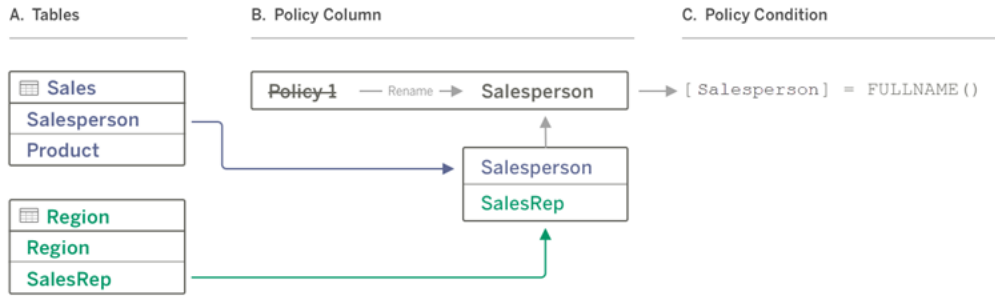 A. Tables
B. Policy Column
C. Policy Condition
Sales
Salesperson
Product
Region
Region
SalesRep
Policy 1 Rename Salesperson
Salesperson
SalesRep
[Salesperson] = FULLNAME()